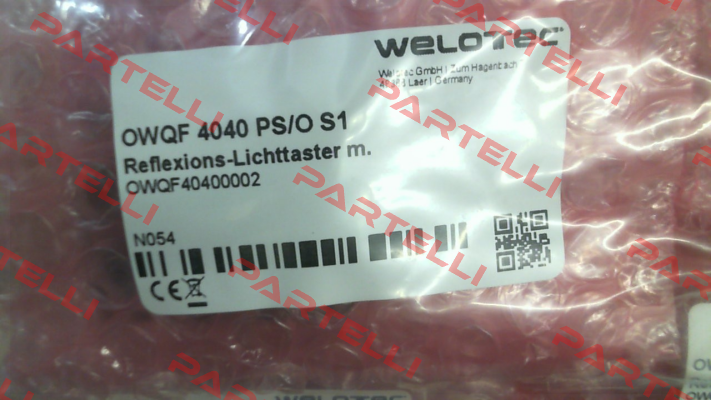 WELOTEC
Welotec GmbH | Zum Hagenbach
Laer | Germany
OWQF 4040 PS/O S1
Reflexions-Lichttaster m.
OWQF40400002
N054
CE
PARTELLI
PARTELLI
PARTELLI
PARTELLI
PARTELLI
PARTELLI
PARTELLI
WELOTEC